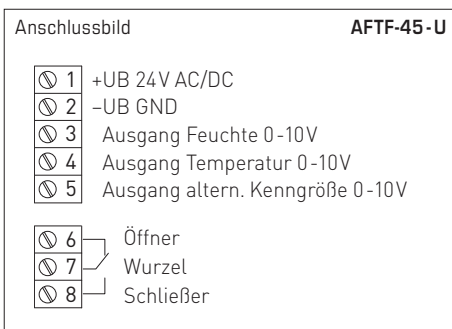 Anschlussbild AFTF-45-U
1 +UB 24V AC/DC
2 –UB GND
3 Ausgang Feuchte 0-10V
4 Ausgang Temperatur 0-10V
5 Ausgang altern. Kenngröße 0-10V
6 Öffner
7 Wurzel
8 Schließer